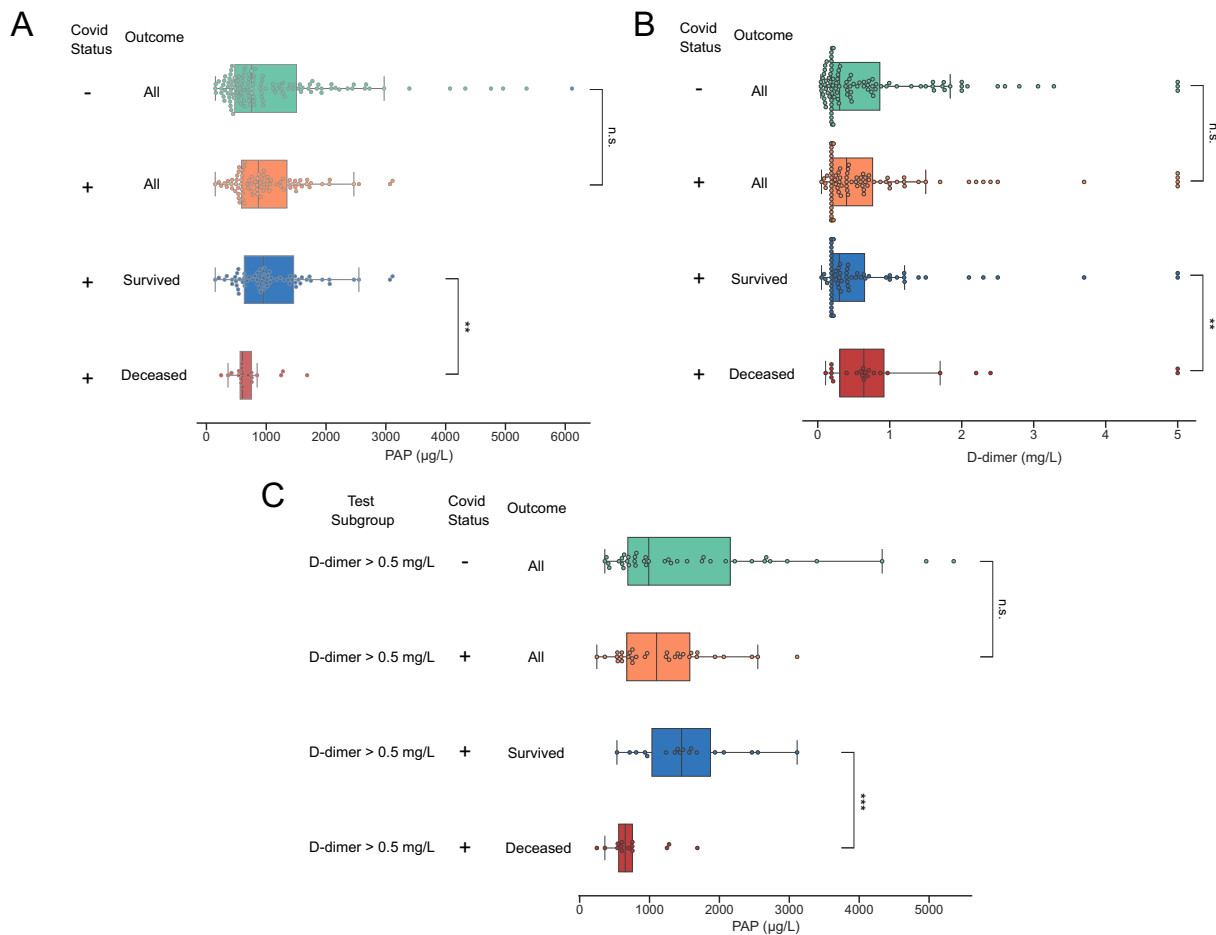 A
Covid
Status
Outcome
-
All
+
All
n.s.
+
Survived
+
Deceased
**
0 1000 2000 3000 4000 5000 6000
PAP (µg/L)
B
Covid
Status
Outcome
-
All
+
All
n.s.
+
Survived
+
Deceased
**
0 1 2 3 4 5
D-dimer (mg/L)
C
Test
Subgroup
Covid
Status
Outcome
D-dimer > 0.5 mg/L - All
D-dimer > 0.5 mg/L + All
n.s.
D-dimer > 0.5 mg/L + Survived
D-dimer > 0.5 mg/L + Deceased
***
0 1000 2000 3000 4000 5000
PAP (µg/L)